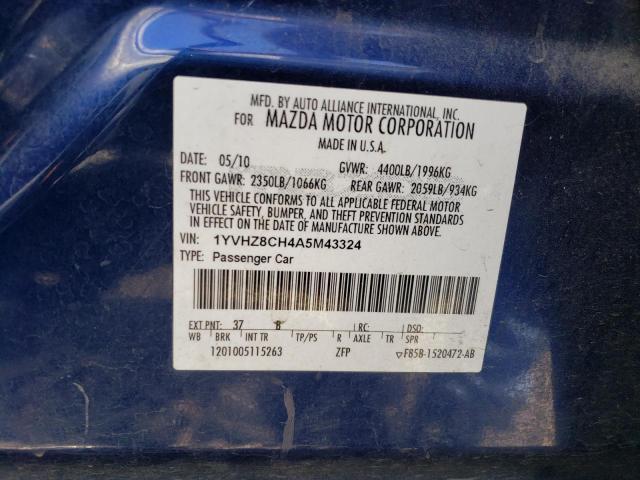 MFD. BY AUTO ALLIANCE INTERNATIONAL, INC.
FOR MAZDA MOTOR CORPORATION
MADE IN U.S.A.
DATE 05/10 GVWR: 4400LB/1996KG
FRONT GAWR: 2350LB/1066KG REAR GAWR: 2059LB/934KG
THIS VEHICLE CONFORMS TO ALL APPLICABLE FEDERAL MOTOR
VEHICLE SAFETY, BUMPER, AND THEFT PREVENTION STANDARDS
IN EFFECT ON THE DATE OF MANUFACTURE SHOWN ABOVE.
VIN: 1YVHZ8CH4A5M43324
TYPE: Passenger Car
EXT PNT: 37 B RC: DSO:
WB BRK INT TR TP/PS R AXLE TR SPR
1201005115263 ZFP F85B-1520472-AB